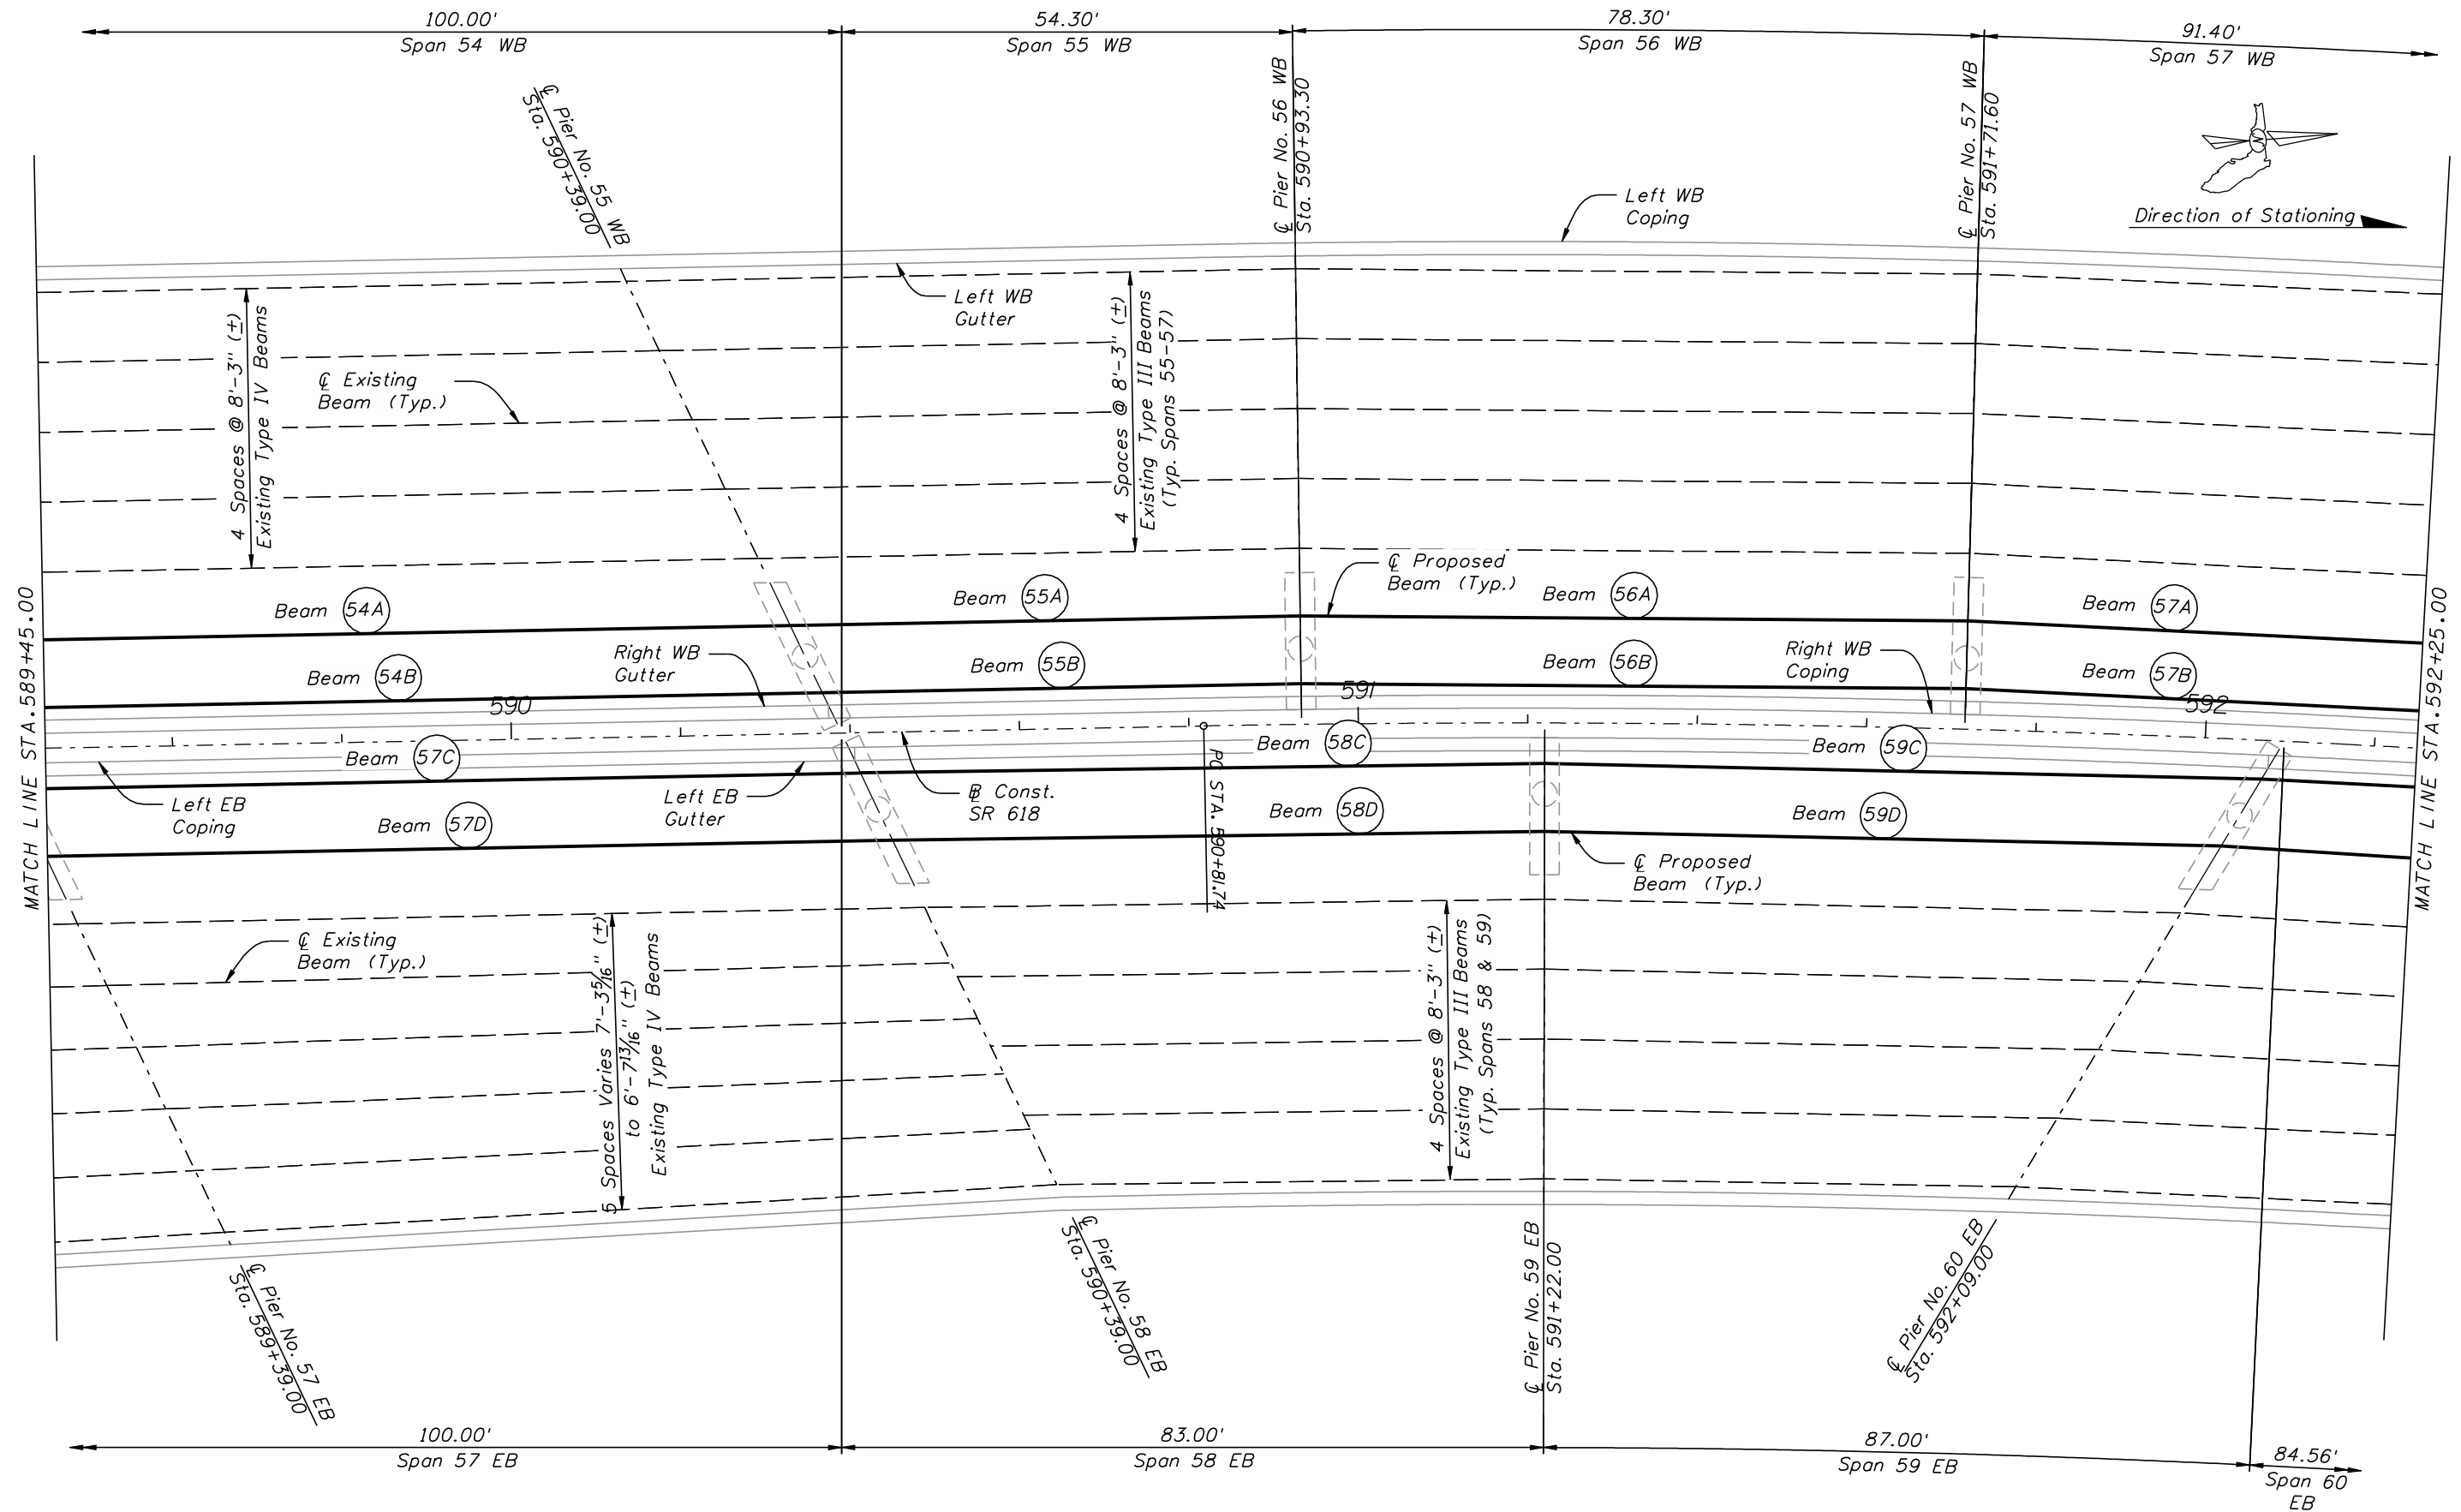 100.00'
Span 54 WB
54.30'
Span 55 WB
78.30'
Span 56 WB
91.40'
Span 57 WB
℄ Pier No. 55 WB
Sta. 590+39.00
℄ Pier No. 56 WB
Sta. 590+93.30
℄ Pier No. 57 WB
Sta. 591+71.60
N
Direction of Stationing
Left WB
Coping
Left WB
Gutter
4 Spaces @ 8'-3" (±)
Existing Type IV Beams
4 Spaces @ 8'-3" (±)
Existing Type III Beams
(Typ. Spans 55-57)
℄ Existing
Beam (Typ.)
℄ Proposed
Beam (Typ.)
MATCH LINE STA. 589+45.00
MATCH LINE STA. 592+25.00
Beam 54A
Beam 55A
Beam 56A
Beam 57A
Beam 54B
Right WB
Gutter
Beam 55B
Beam 56B
Right WB
Coping
Beam 57B
590
591
592
Beam 57C
Beam 58C
Beam 59C
Left EB
Coping
Beam 57D
Left EB
Gutter
B Const.
SR 618
PC STA. 590+81.74
Beam 58D
Beam 59D
℄ Proposed
Beam (Typ.)
℄ Existing
Beam (Typ.)
5 Spaces Varies 7'-3 5/16" (±)
to 6'-7 13/16" (±)
Existing Type IV Beams
4 Spaces @ 8'-3" (±)
Existing Type III Beams
(Typ. Spans 58 & 59)
℄ Pier No. 57 EB
Sta. 589+39.00
℄ Pier No. 58 EB
Sta. 590+39.00
℄ Pier No. 59 EB
Sta. 591+22.00
℄ Pier No. 60 EB
Sta. 592+09.00
100.00'
Span 57 EB
83.00'
Span 58 EB
87.00'
Span 59 EB
84.56'
Span 60
EB